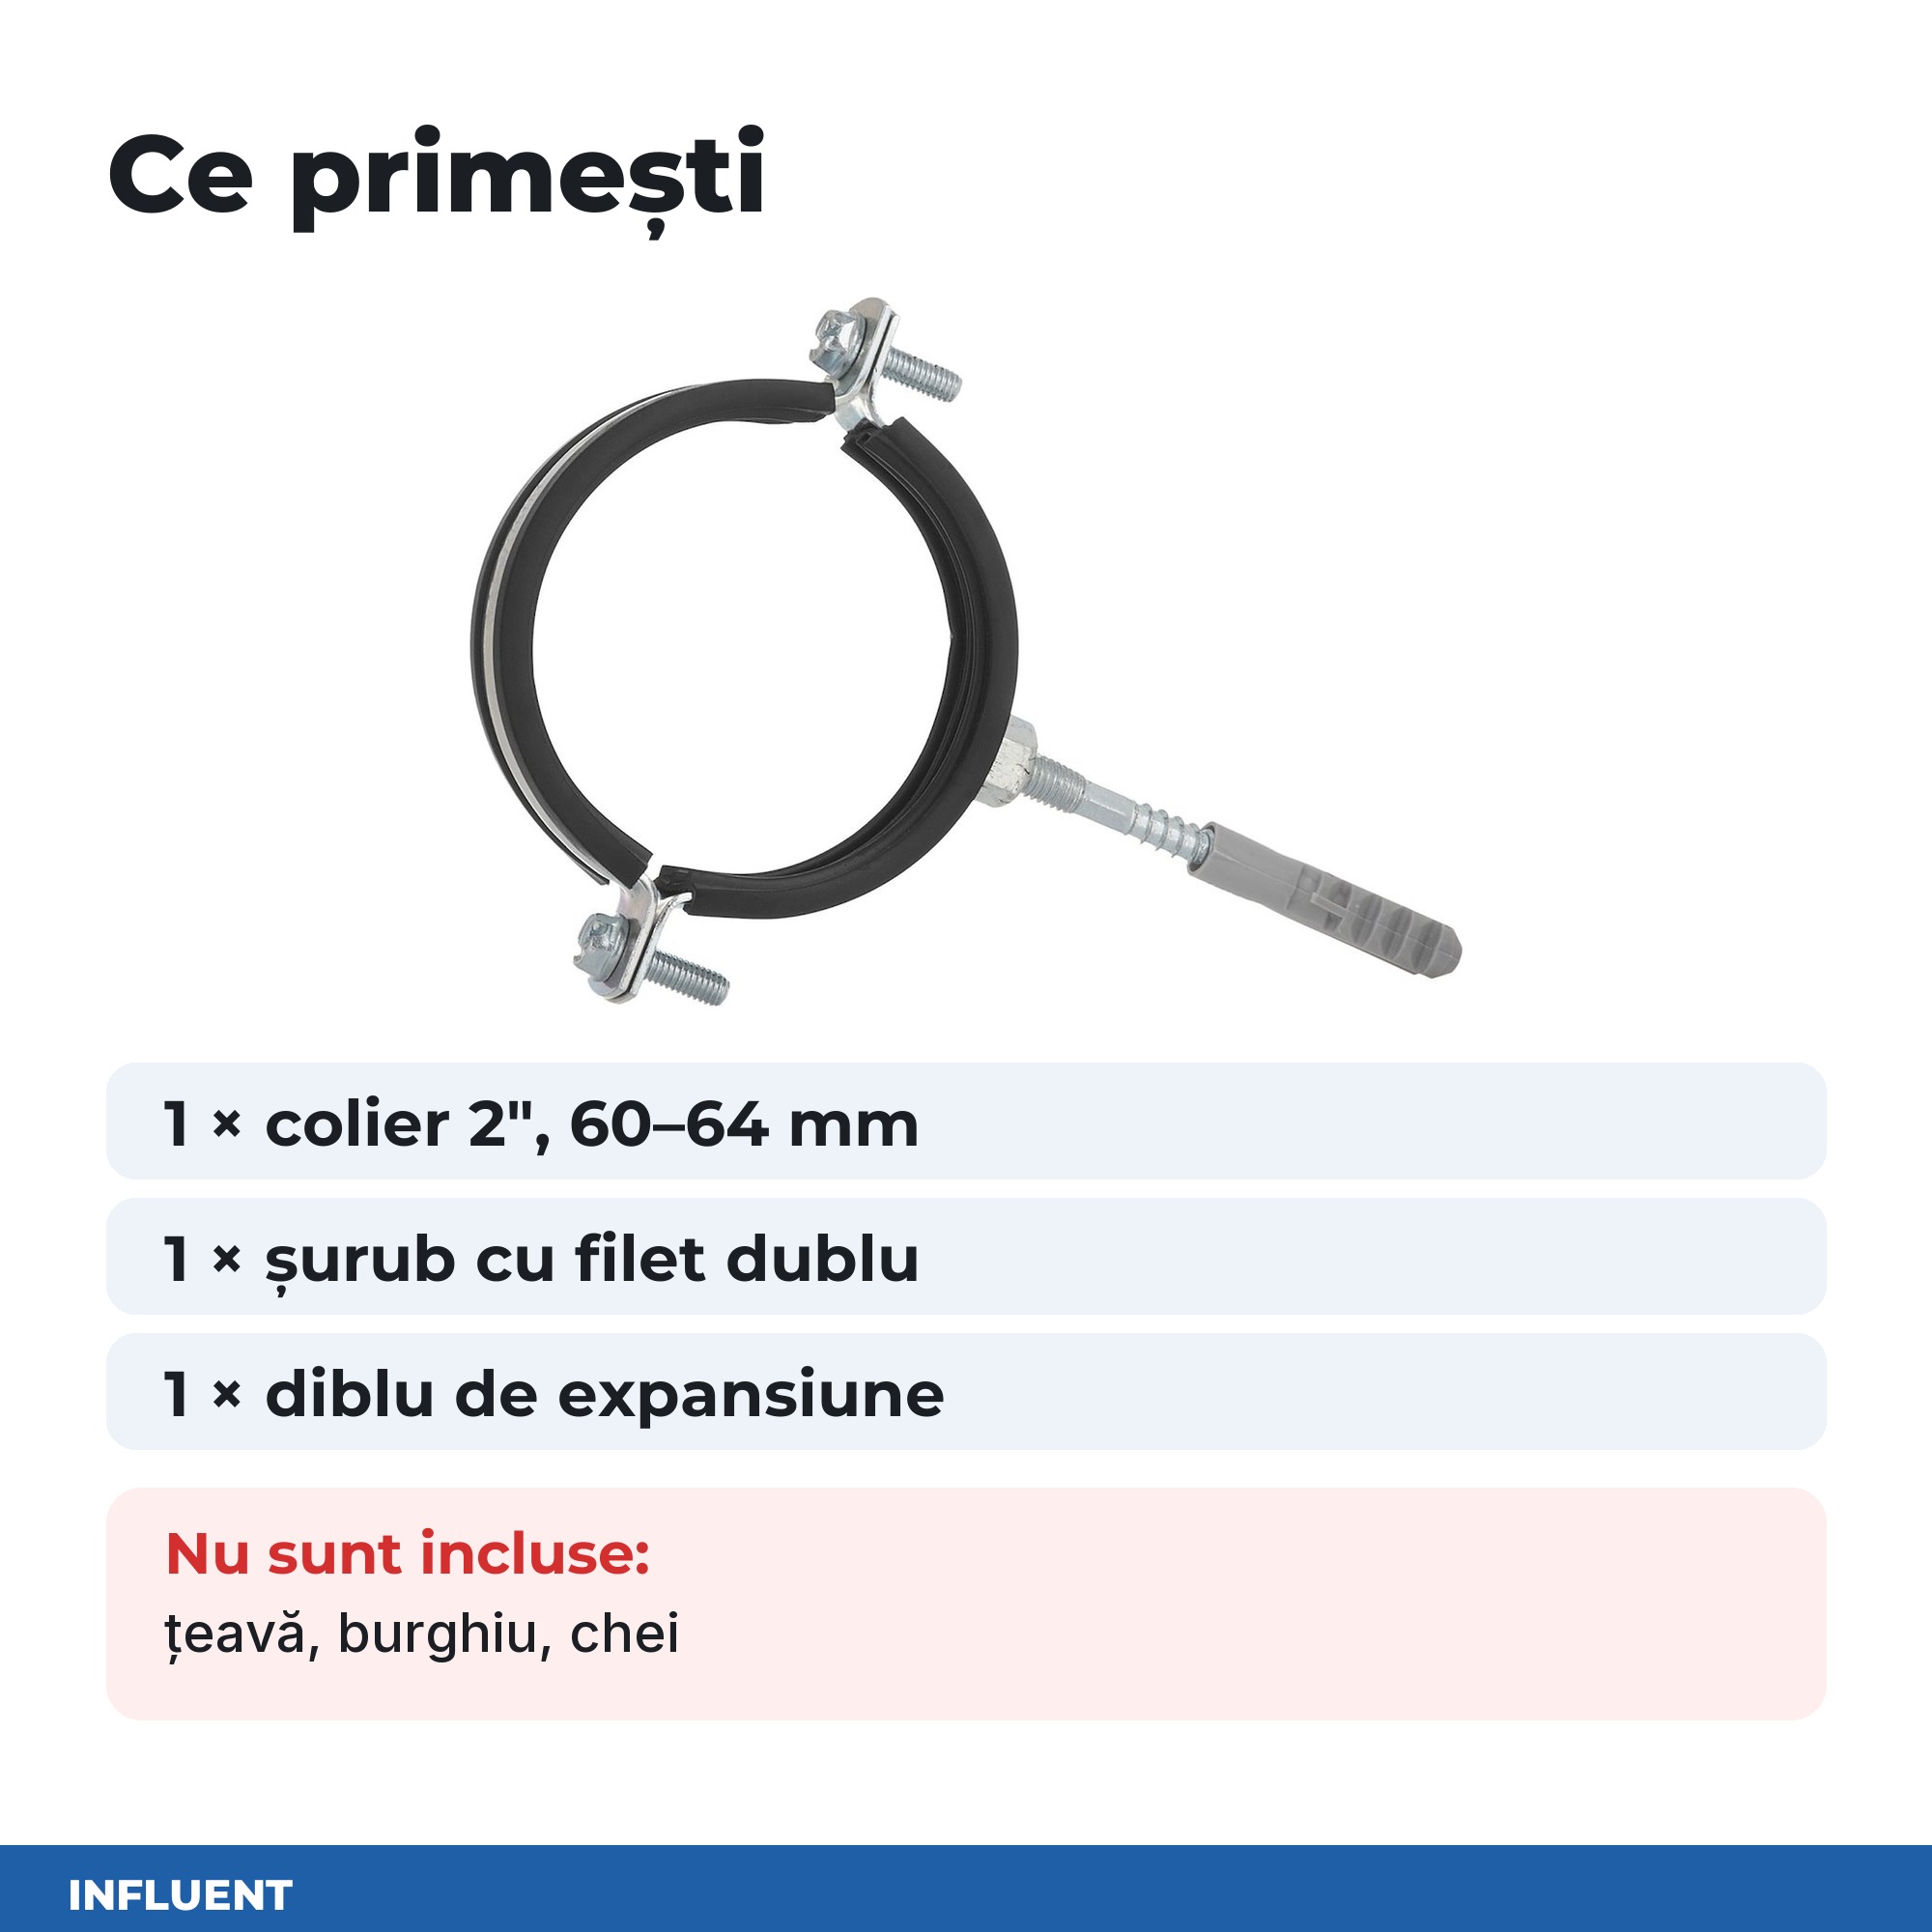 Ce primești
1 × colier 2", 60–64 mm
1 × șurub cu filet dublu
1 × diblu de expansiune
Nu sunt incluse:
țeavă, burghiu, chei
INFLUENT